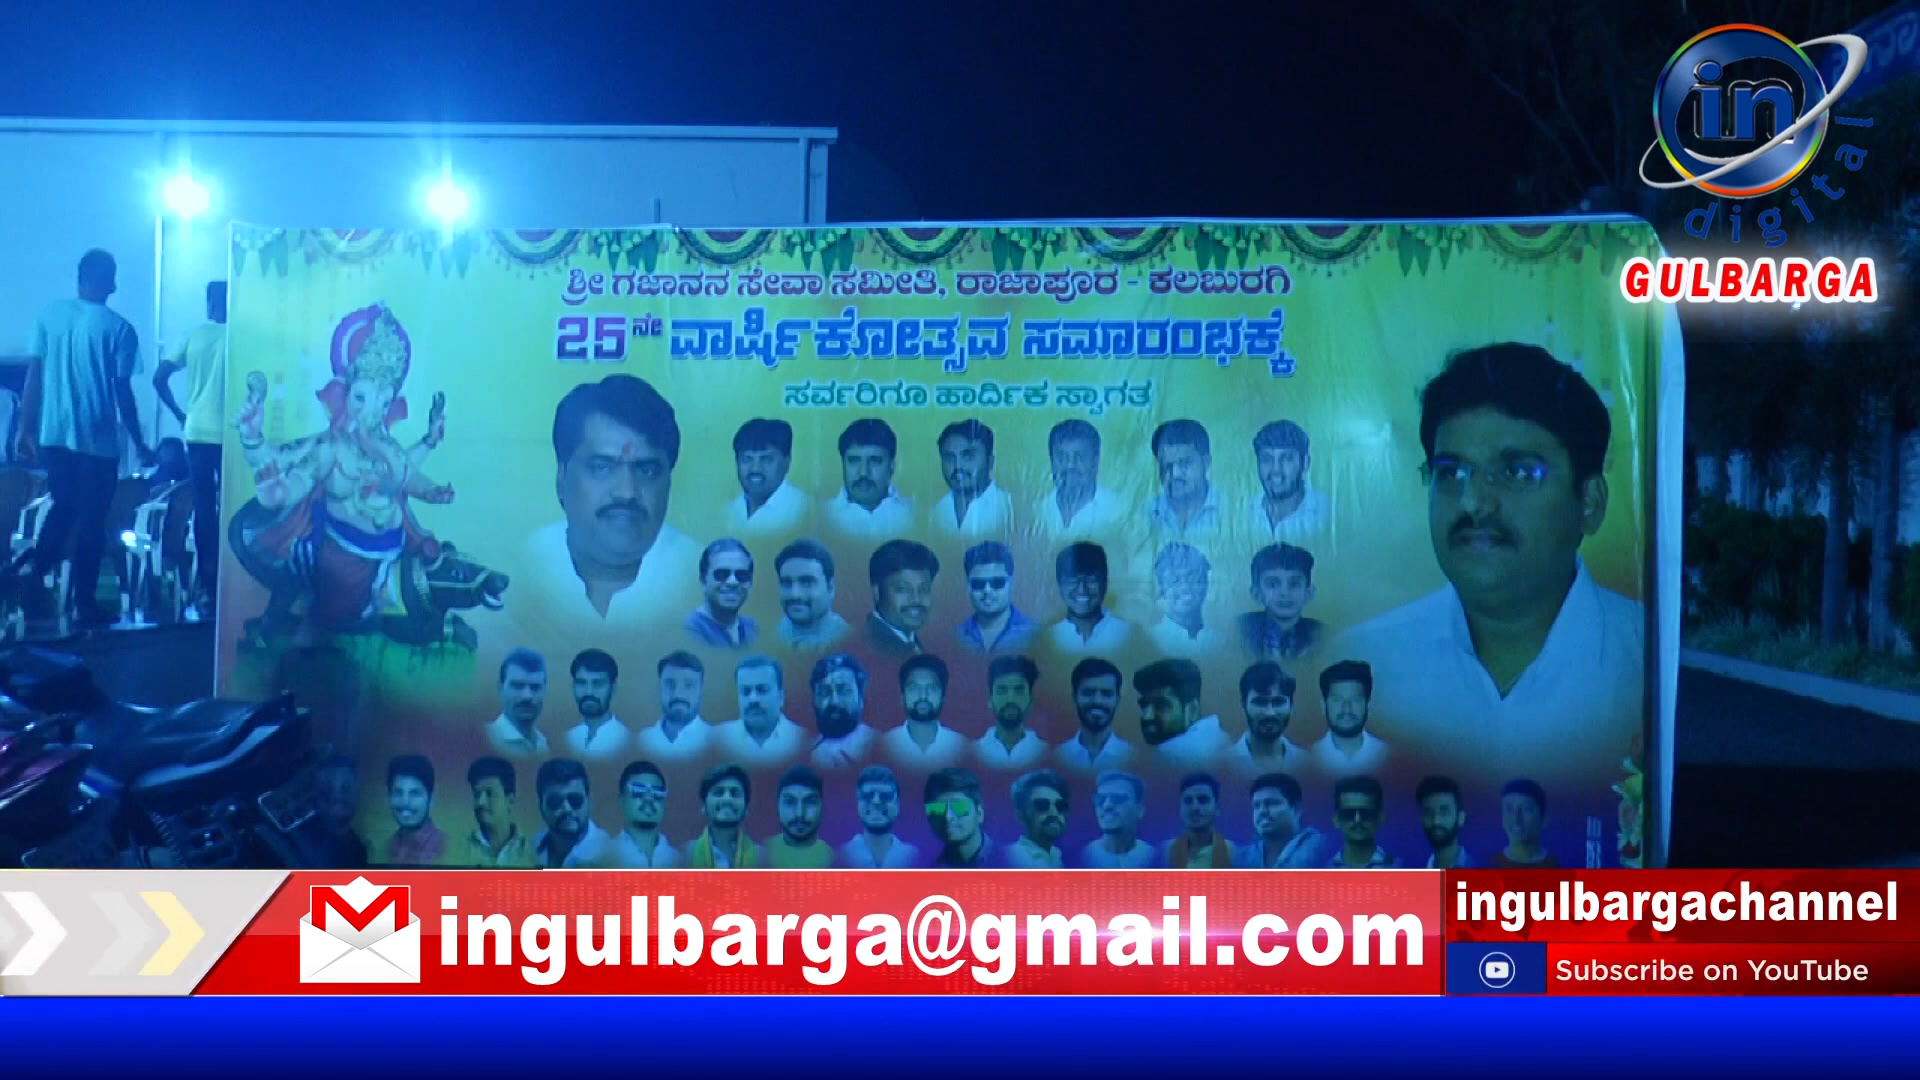 in
digital
GULBARGA
ಶ್ರೀ ಗಜಾನನ ಸೇವಾ ಸಮೀತಿ, ರಾಜಾಪೂರ - ಕಲಬುರಗಿ
25ನೇ ವಾರ್ಷಿಕೋತ್ಸವ ಸಮಾರಂಭಕ್ಕೆ
ಸರ್ವರಿಗೂ ಹಾರ್ದಿಕ ಸ್ವಾಗತ
ingulbarga@gmail.com
ingulbargachannel
Subscribe on YouTube